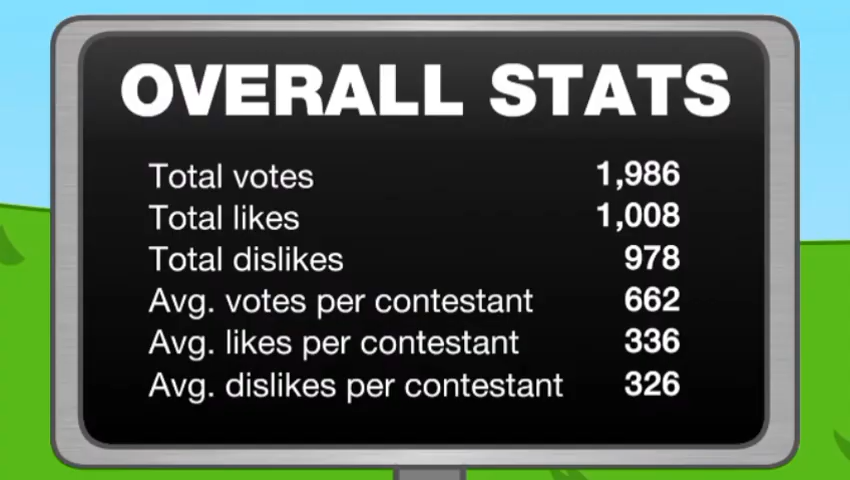 OVERALL STATS
Total votes 1,986
Total likes 1,008
Total dislikes 978
Avg. votes per contestant 662
Avg. likes per contestant 336
Avg. dislikes per contestant 326